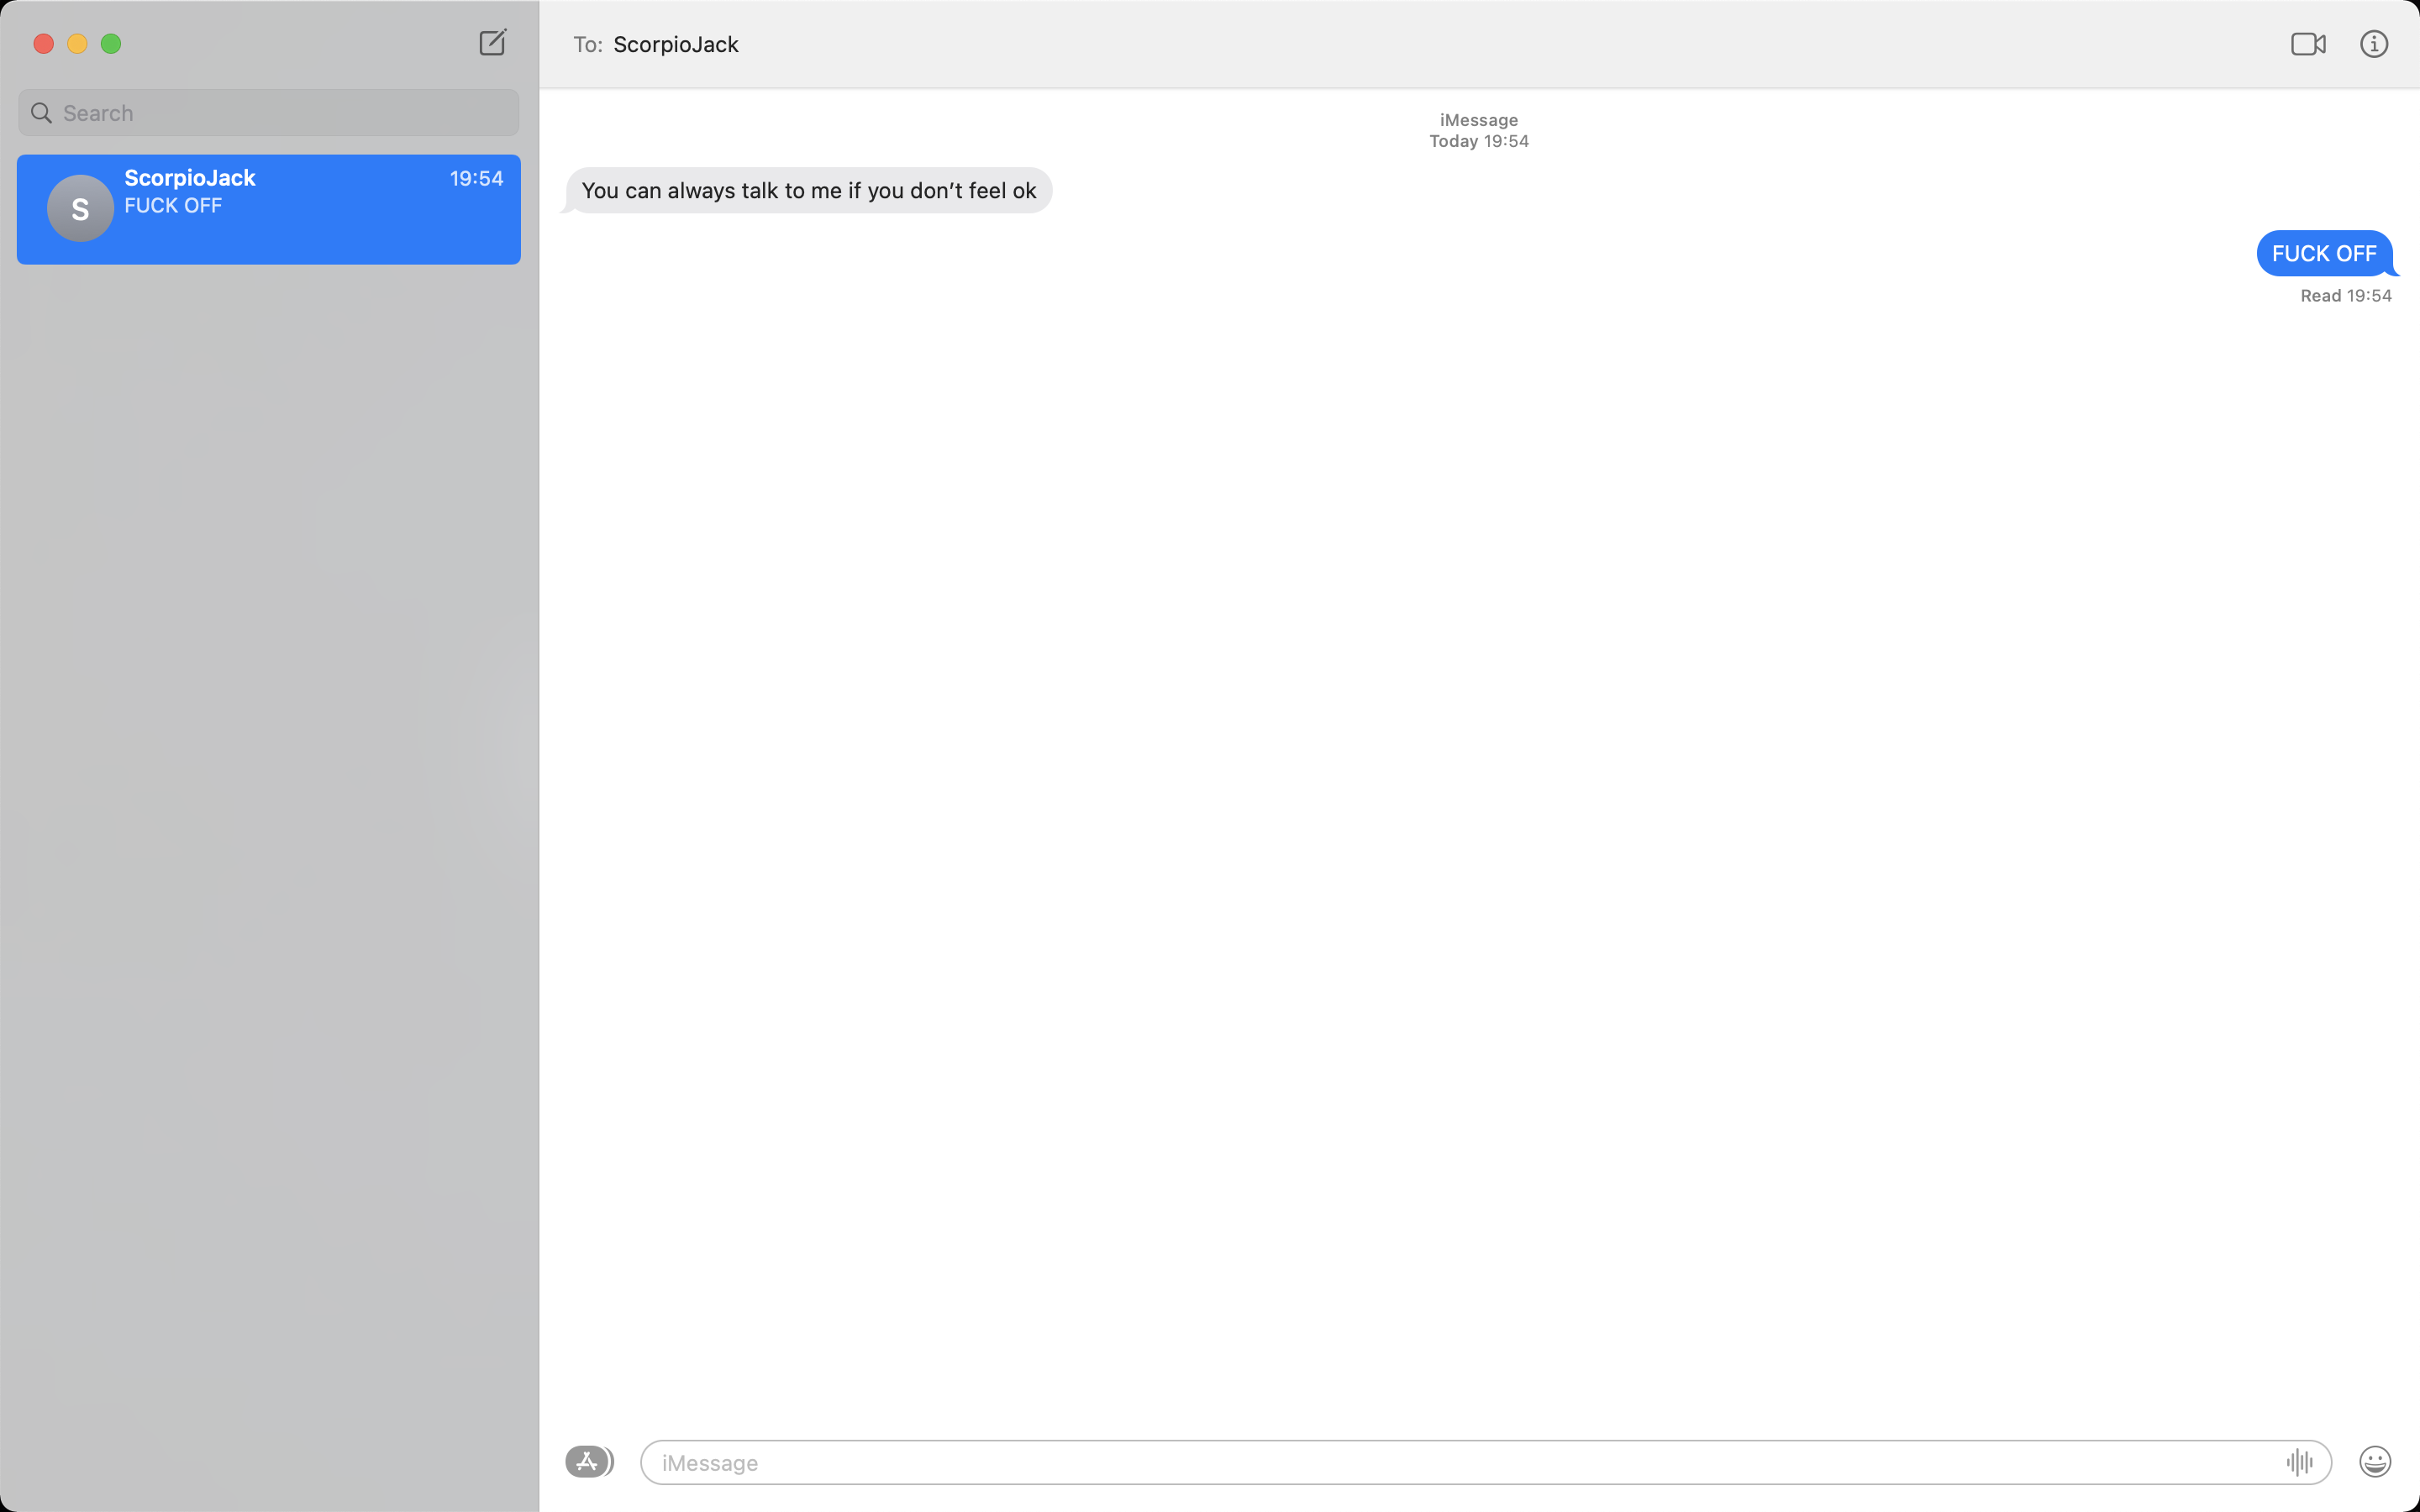 Search
ScorpioJack 19:54
FUCK OFF
S
To: ScorpioJack
iMessage
Today 19:54
You can always talk to me if you don’t feel ok
FUCK OFF
Read 19:54
iMessage